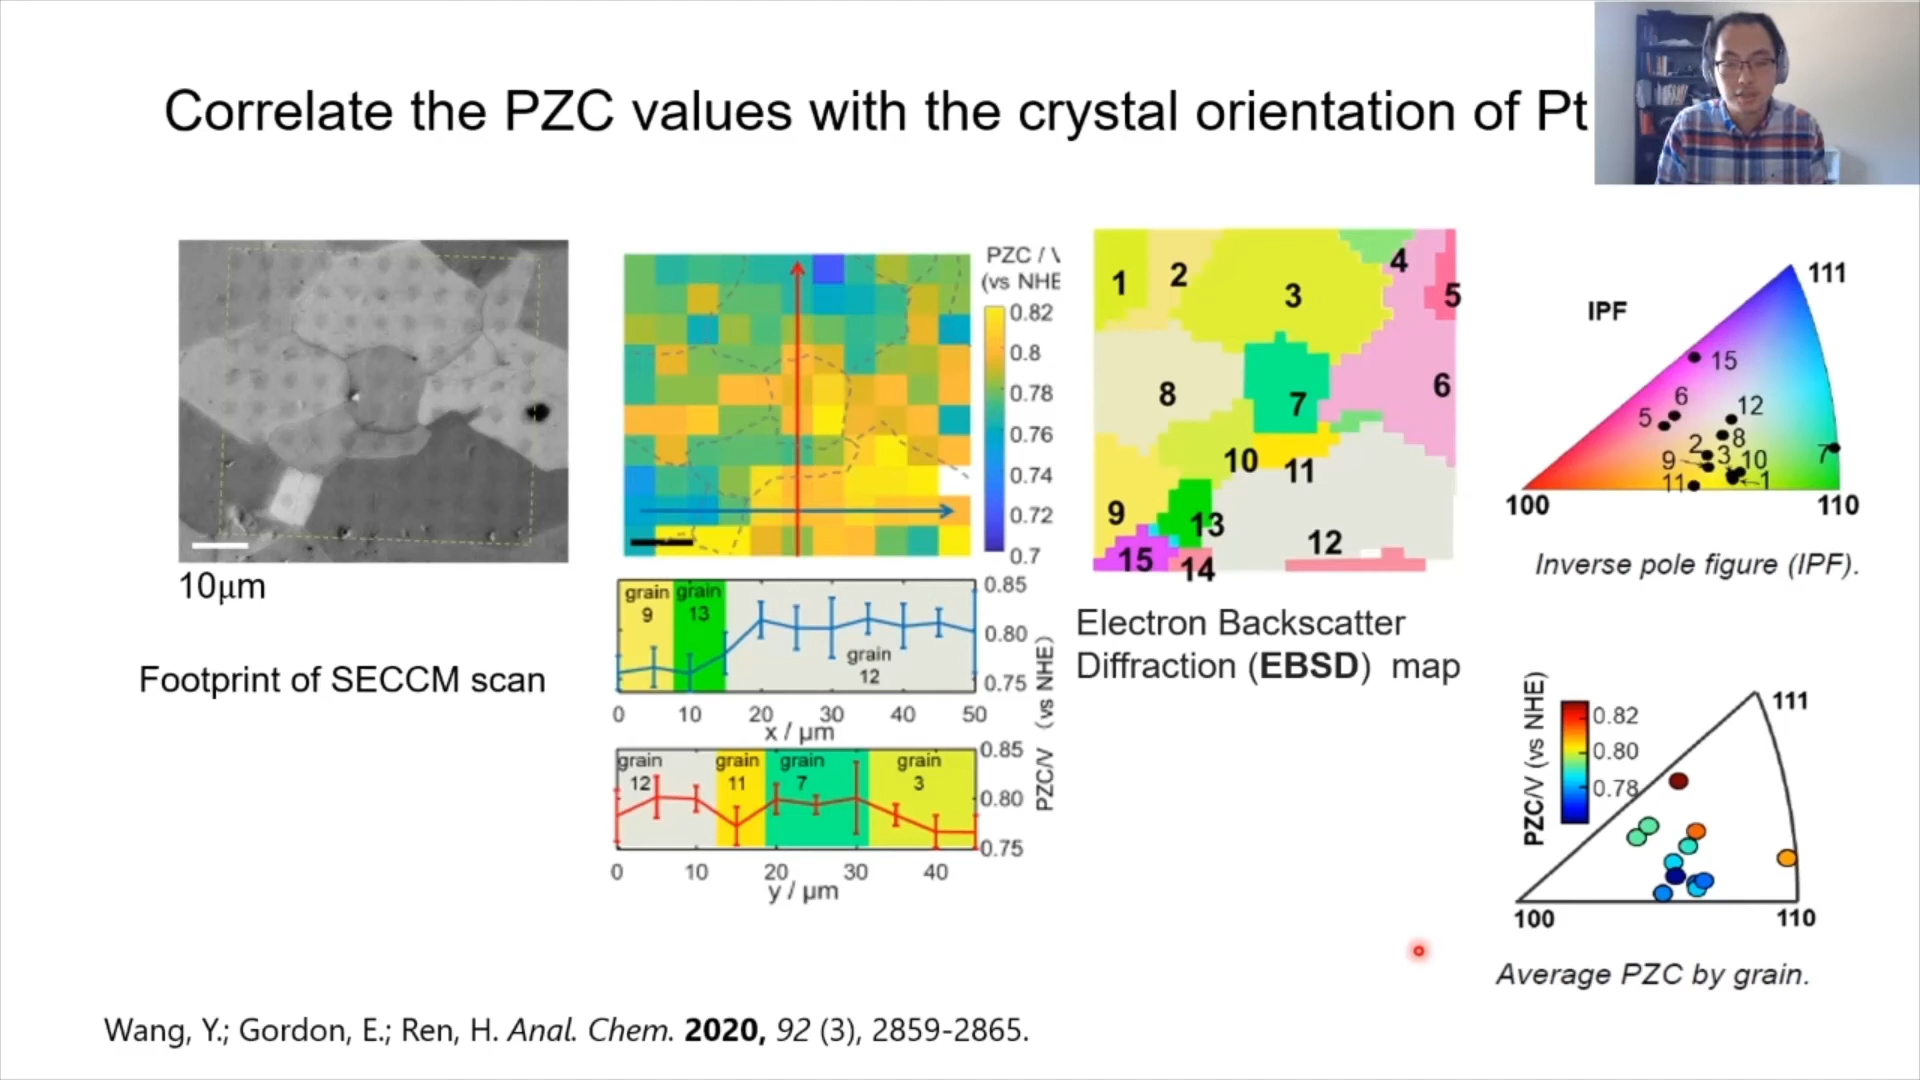 Correlate the PZC values with the crystal orientation of Pt
10μm
Footprint of SECCM scan
PZC / V
(vs NHE
0.82
0.8
0.78
0.76
0.74
0.72
0.7
grain
9
grain
13
grain
12
0.85
0.80
0.75
0 10 20 30 40 50
x / μm
grain
12
grain
11
grain
7
grain
3
0.85
0.80
0.75
0 10 20 30 40
y / μm
PZC/V (vs NHE)
1
2
3
4
5
6
7
8
9
10
11
12
13
14
15
Electron Backscatter
Diffraction (EBSD) map
IPF
111
15
6
5
12
8
2
3
10
9
7
11
1
100
110
Inverse pole figure (IPF).
PZC/V (vs NHE)
0.82
0.80
0.78
111
100
110
Average PZC by grain.
Wang, Y.; Gordon, E.; Ren, H. Anal. Chem. 2020, 92 (3), 2859-2865.